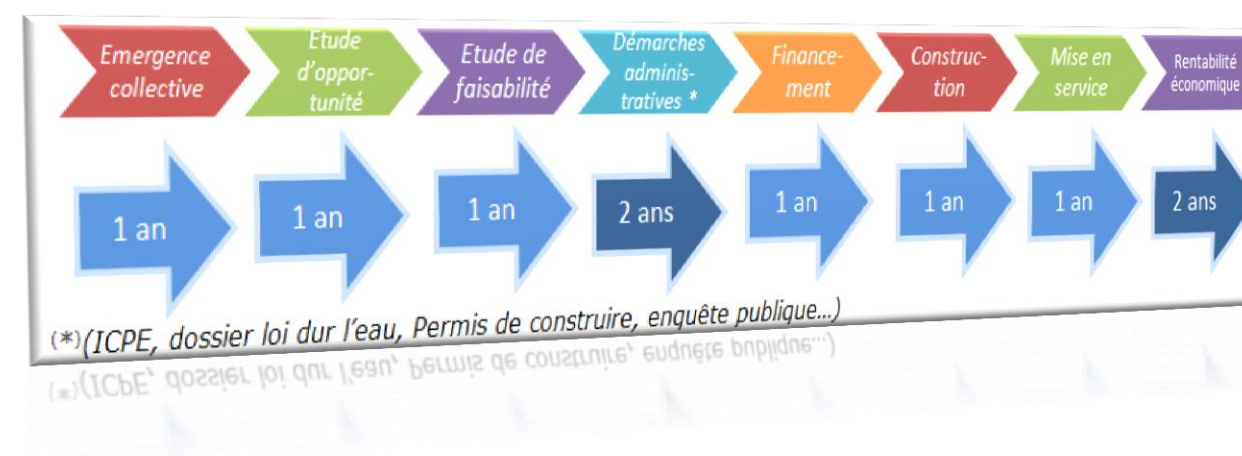 Emergence
collective
Etude
d'oppor-
tunité
Etude de
faisabilité
Démarches
adminis-
tratives *
Finance-
ment
Construc-
tion
Mise en
service
Rentabilité
économique
1 an
1 an
1 an
2 ans
1 an
1 an
1 an
2 ans
(*)(ICPE, dossier loi dur l'eau, Permis de construire, enquête publique...)